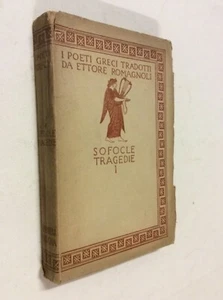 I POETI GRECI TRADOTTI
DA ETTORE ROMAGNOLI
SOFOCLE
TRAGEDIE
I